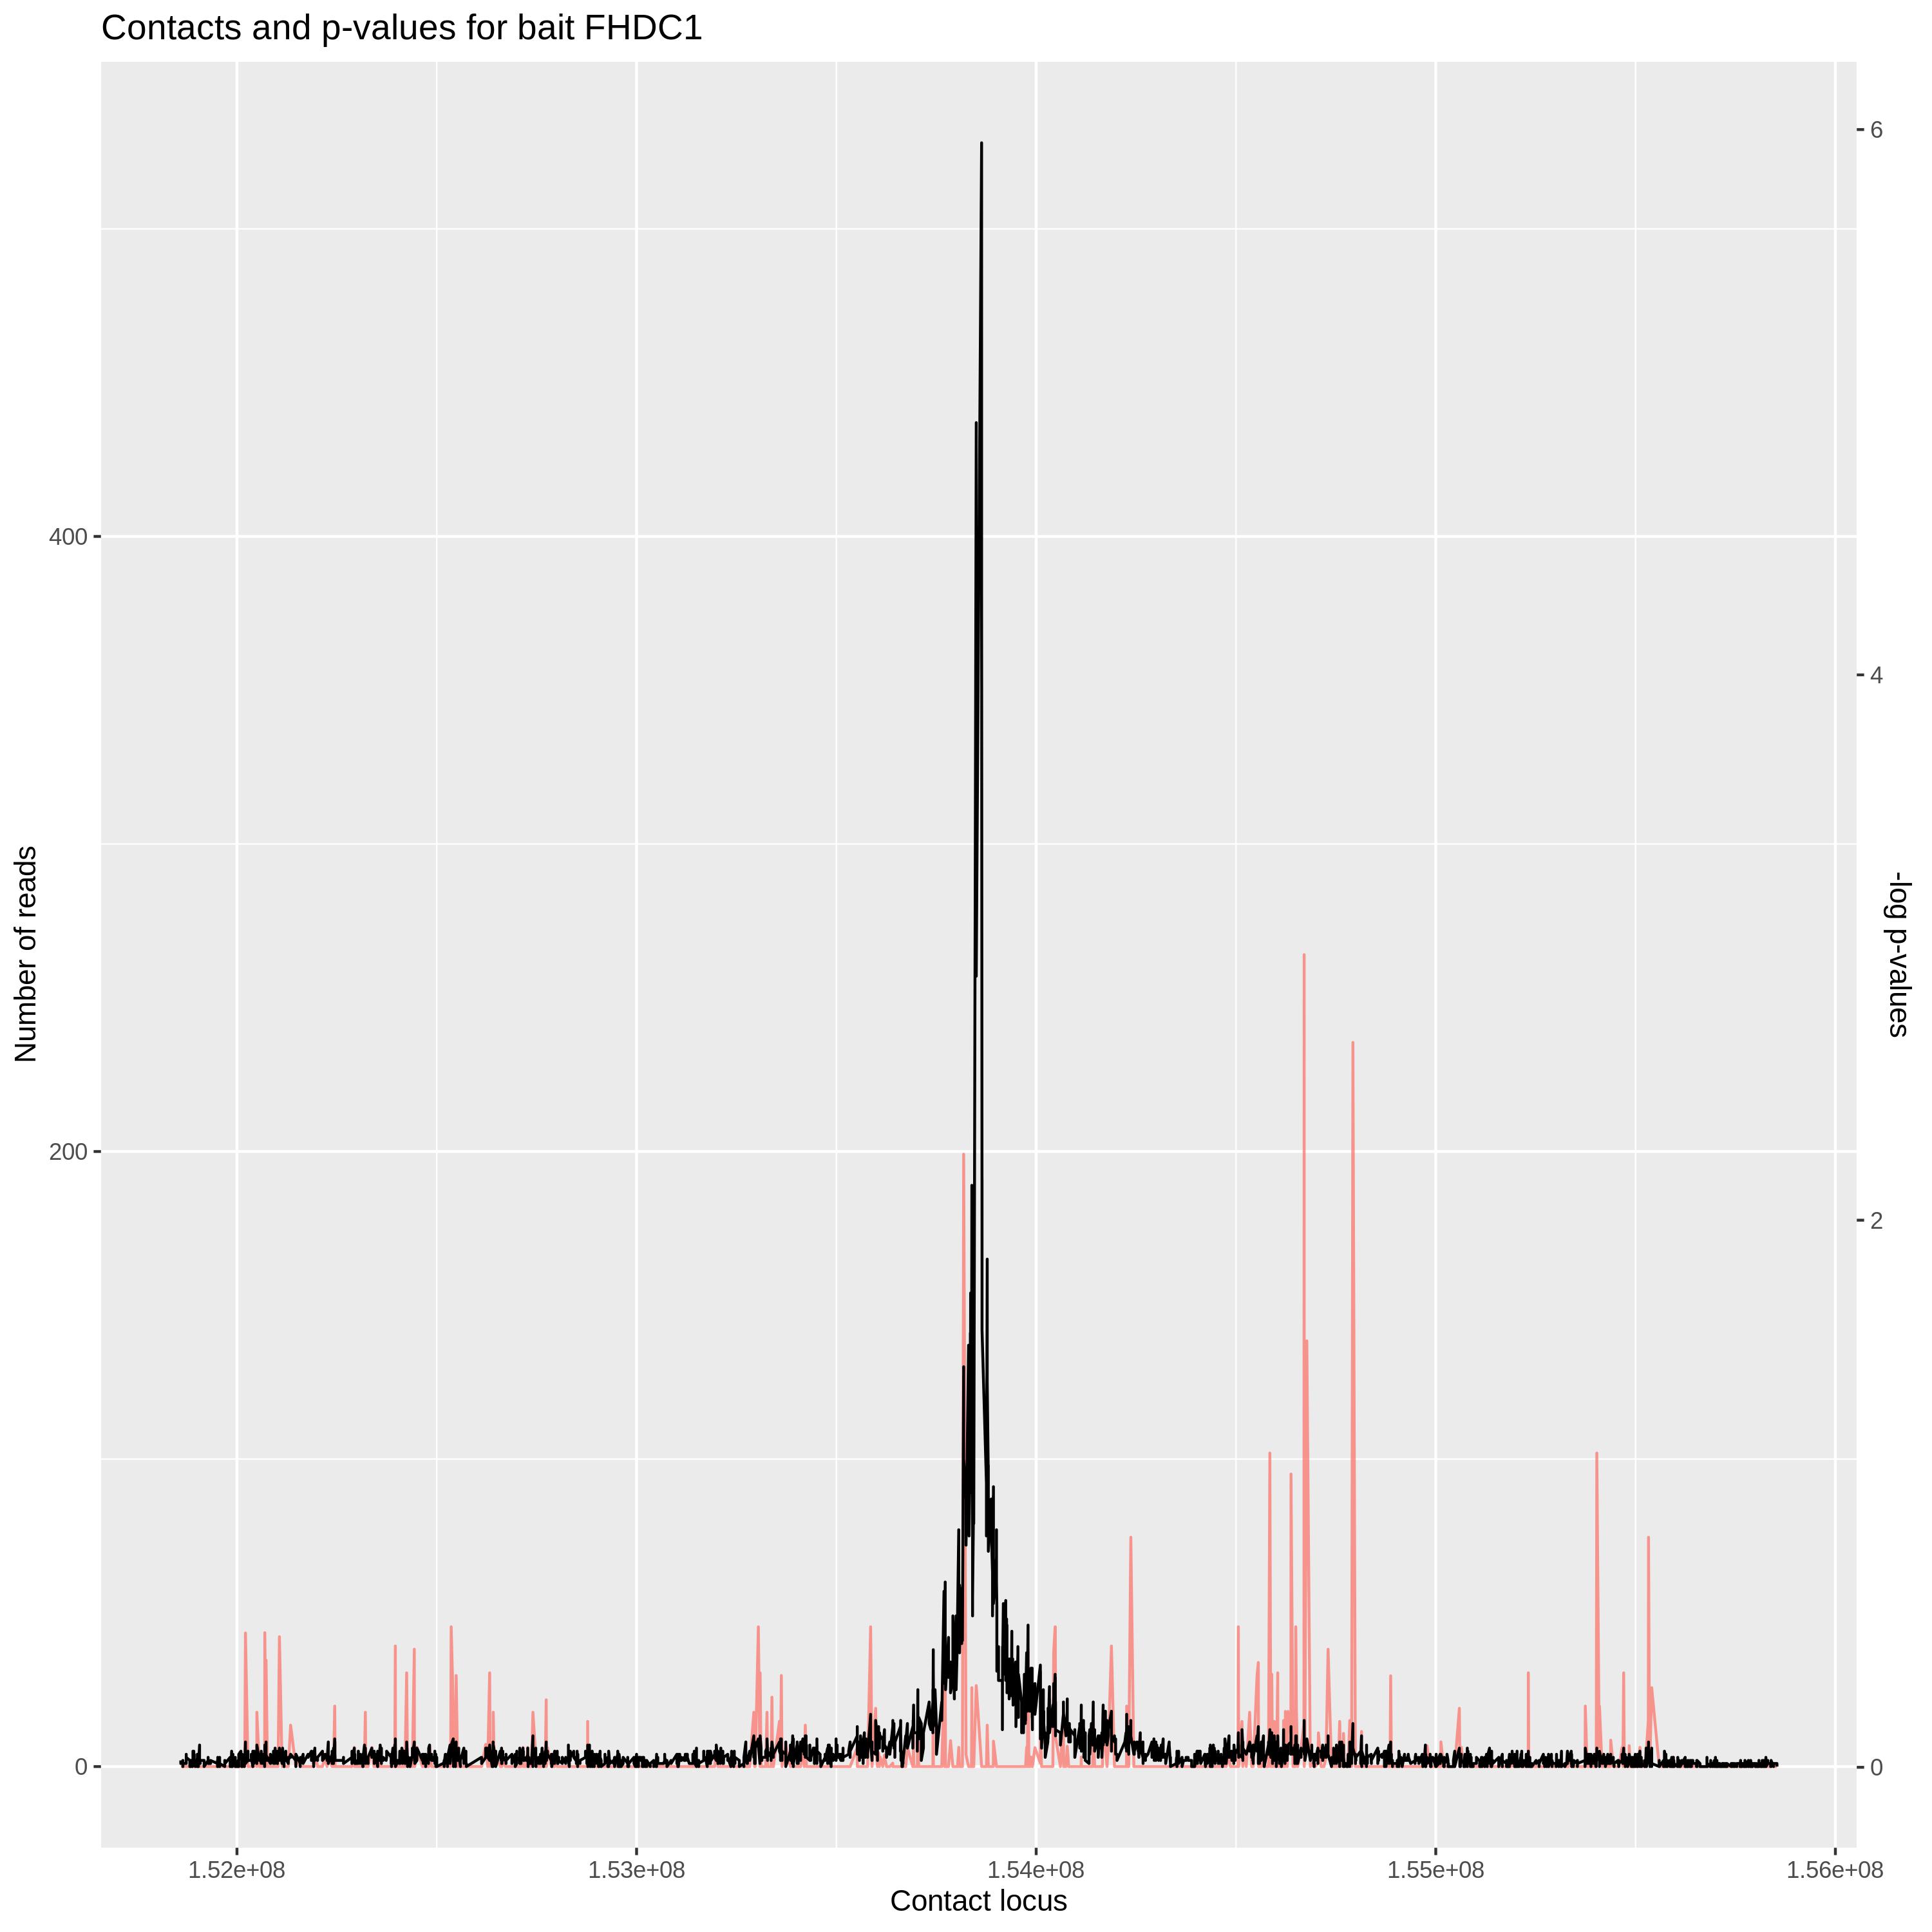 Contacts and p-values for bait FHDC1
Number of reads
400
200
0
6
4
2
0
-log p-values
1.52e+08
1.53e+08
1.54e+08
1.55e+08
1.56e+08
Contact locus